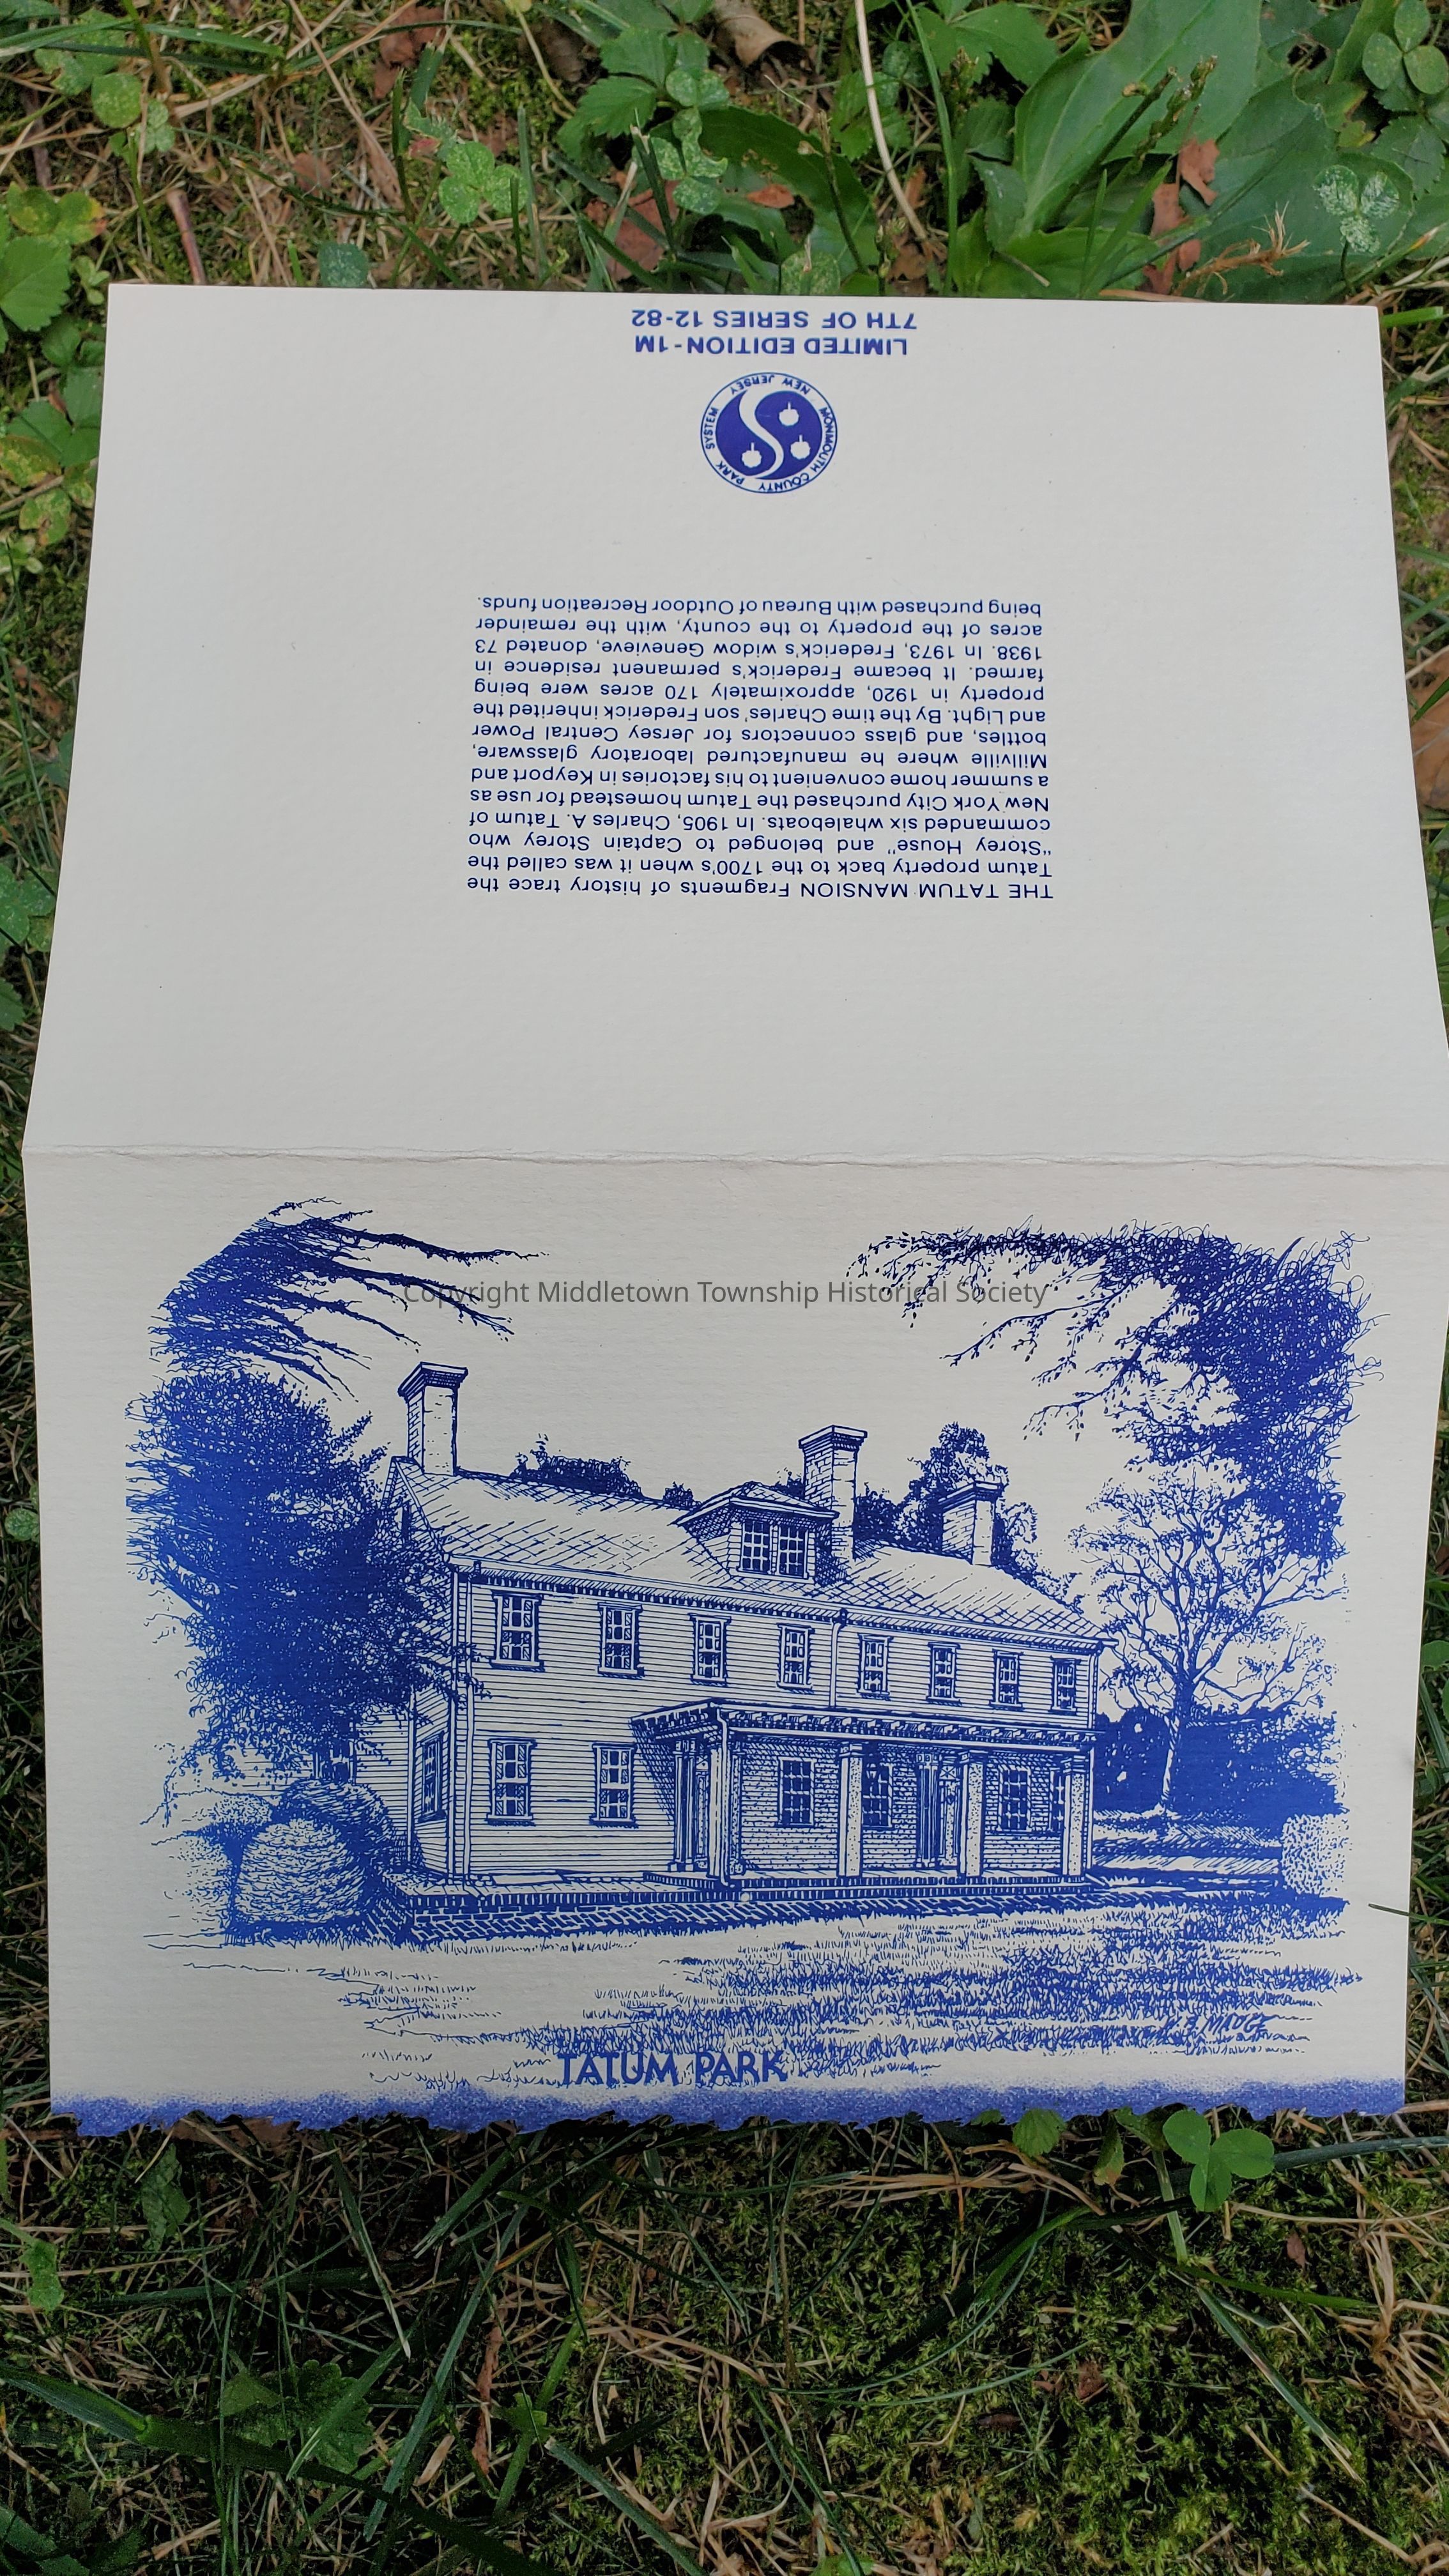 THE TATUM MANSION Fragments of history trace the
Tatum property back to the 1700's when it was called the
"Storey House" and belonged to Captain Storey who
commanded six whaleboats. In 1905, Charles A. Tatum of
New York City purchased the Tatum homestead for use as
a summer home convenient to his factories in Keyport and
Millville where he manufactured laboratory glassware,
bottles, and glass connectors for Jersey Central Power
and Light. By the time Charles' son Frederick inherited the
property in 1920, approximately 170 acres were being
farmed. It became Frederick's permanent residence in
1938. In 1973, Frederick's widow Genevieve, donated 73
acres of the property to the county, with the remainder
being purchased with Bureau of Outdoor Recreation funds.
MONMOUTH COUNTY PARK SYSTEM
NEW JERSEY
LIMITED EDITION-1M
7TH OF SERIES 12-82
Copyright Middletown Township Historical Society
MADGE
TATUM PARK